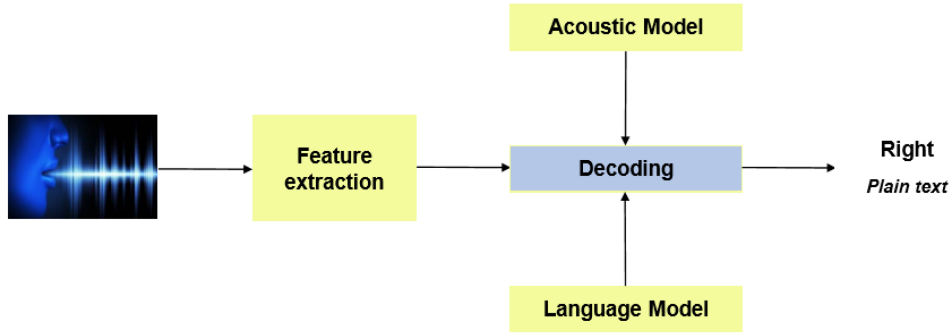 Acoustic Model
Feature
extraction
Decoding
Right
Plain text
Language Model